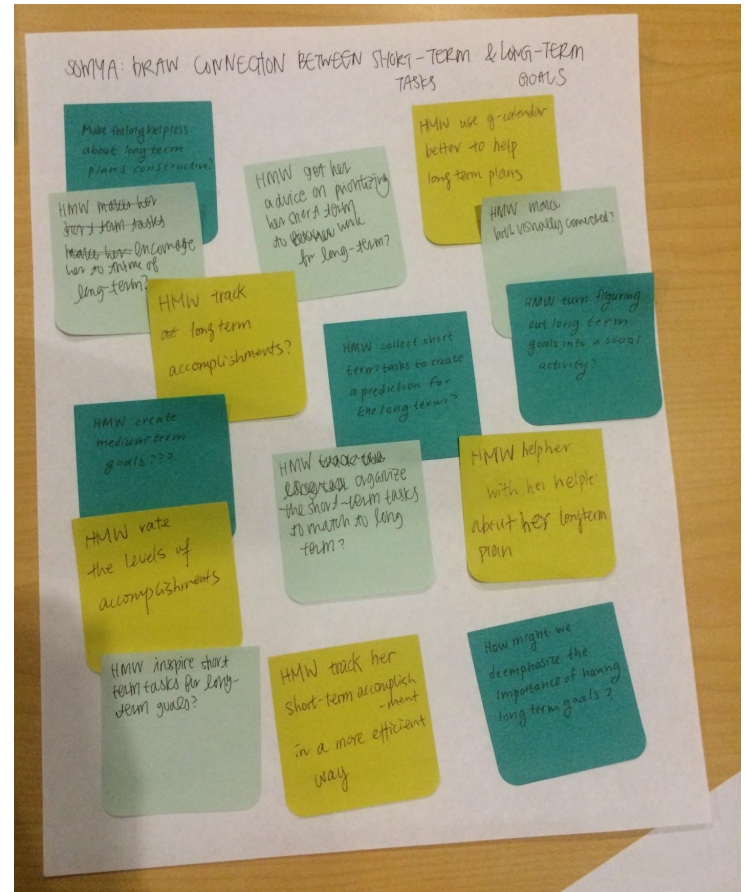 SOMYA: DRAW CONNECTION BETWEEN SHORT-TERM & LONG-TERM
TASKS GOALS
Make feeling helpless
about long term
plans constructive?
HMW use g-calendar
better to help
long term plans
HMW get her
advice on prioritizing
her short term
to work
for long-term?
HMW makes her
short term tasks
makes her encourage
her to think of
long-term?
HMW make
both visually connected?
HMW track
long term
accomplishments?
HMW collect short
term tasks to create
a prediction for
the long term?
HMW turn figuring
out long term
goals into a social
activity?
HMW create
medium-term
goals???
HMW organize
the short-term tasks
to match to long
term?
HMW help her
with her helple
about her longterm
plan
HMW rate
the levels of
accomplishments
HMW inspire short
term tasks for long-
term goals?
HMW track her
short-term accomplish
-ment
in a more efficient
way
How might we
deemphasize the
importance of having
long term goals?